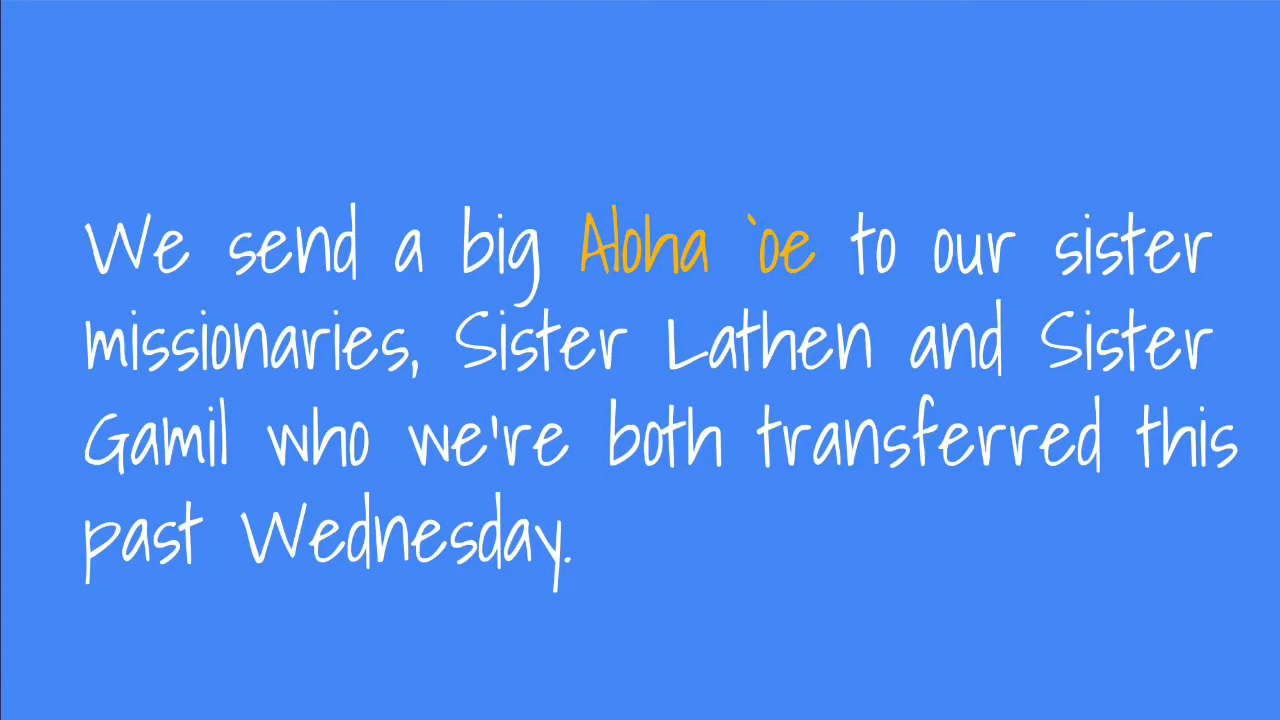 We send a big Aloha `oe to our sister
missionaries, Sister Lathen and Sister
Gamil who we're both transferred this
past Wednesday.